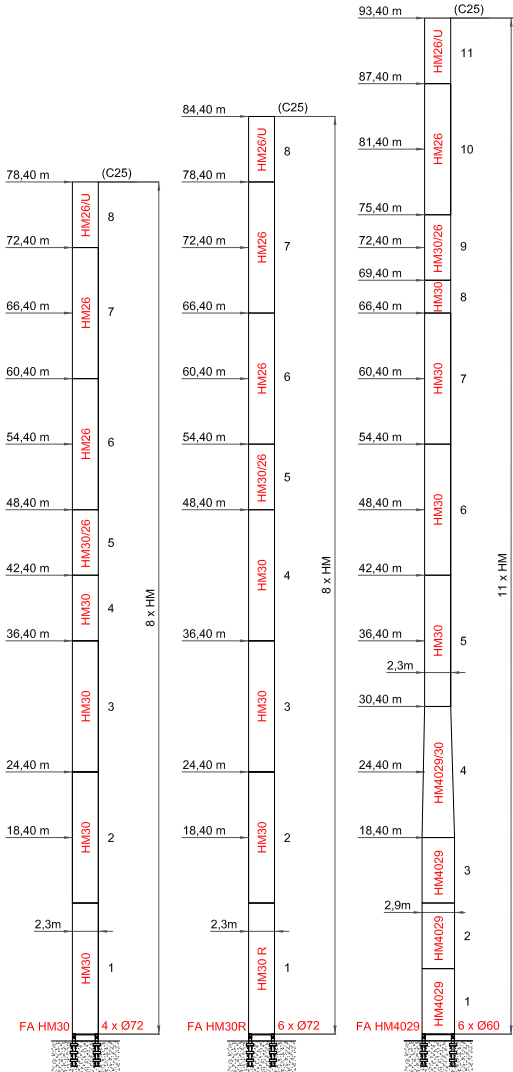 78,40 m
(C25)
HM26/U
8
72,40 m
HM26
7
66,40 m
60,40 m
HM26
6
54,40 m
48,40 m
HM30/26
5
42,40 m
HM30
4
36,40 m
HM30
3
24,40 m
HM30
2
18,40 m
2,3m
HM30
1
8 x HM
FA HM30
4 x Ø72
84,40 m
(C25)
HM26/U
8
78,40 m
HM26
7
72,40 m
66,40 m
HM26
6
60,40 m
54,40 m
HM30/26
5
48,40 m
HM30
4
36,40 m
HM30
3
24,40 m
HM30
2
18,40 m
2,3m
HM30 R
1
8 x HM
FA HM30R
6 x Ø72
93,40 m
(C25)
HM26/U
11
87,40 m
HM26
10
81,40 m
75,40 m
HM30/26
9
72,40 m
69,40 m
HM30
8
66,40 m
HM30
7
60,40 m
54,40 m
HM30
6
48,40 m
42,40 m
HM30
5
36,40 m
2,3m
30,40 m
HM4029/30
4
24,40 m
18,40 m
HM4029
3
2,9m
HM4029
2
HM4029
1
11 x HM
FA HM4029
6 x Ø60